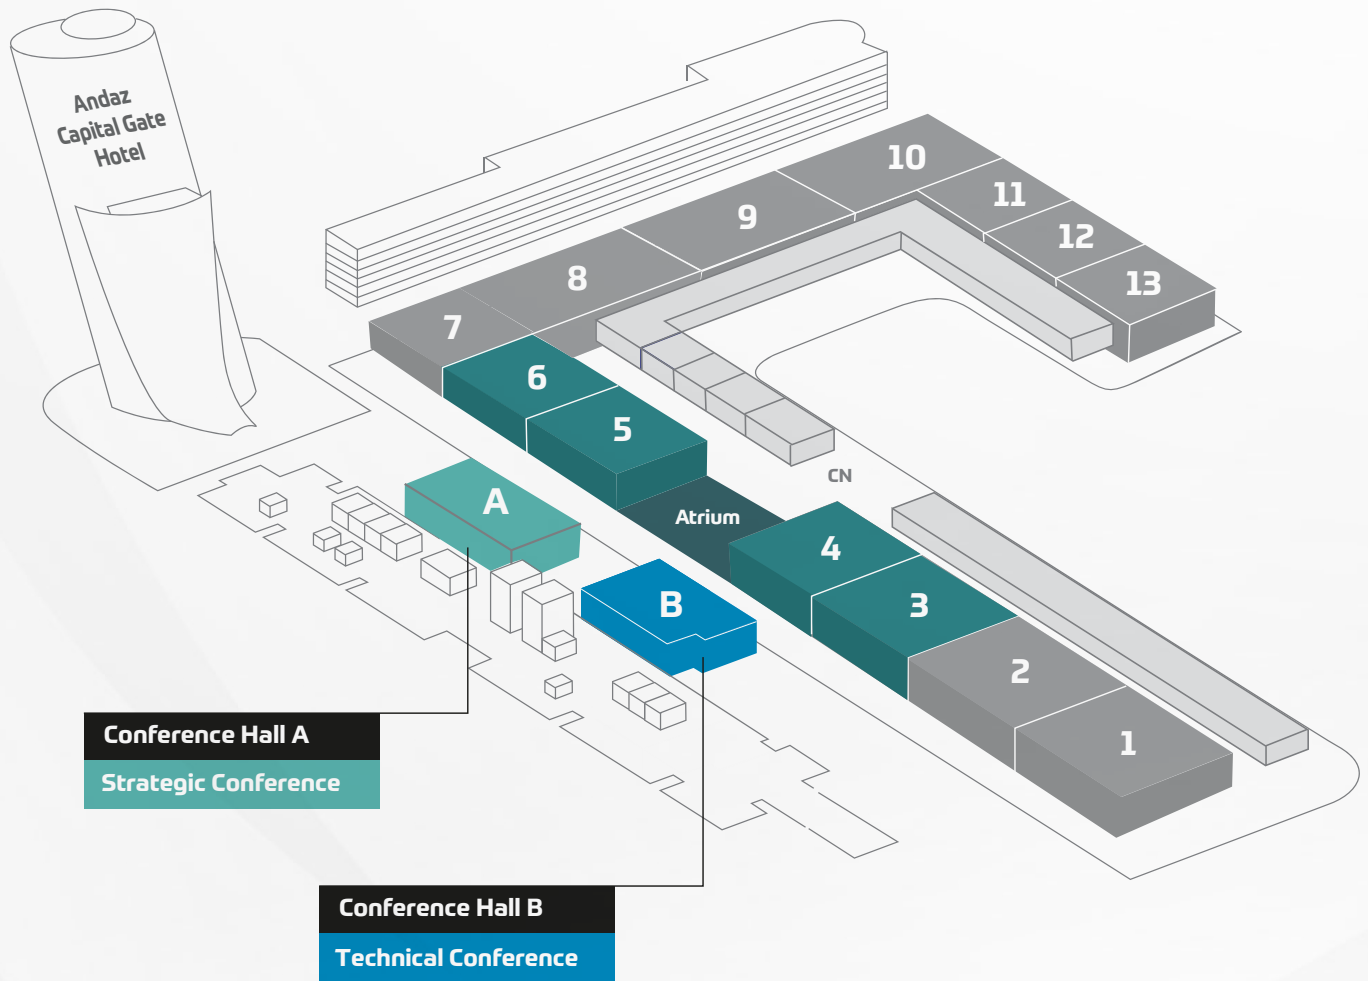 Andaz
Capital Gate
Hotel
10
11
9
12
8
13
7
6
5
CN
A
Atrium
4
B
3
2
1
Conference Hall A
Strategic Conference
Conference Hall B
Technical Conference